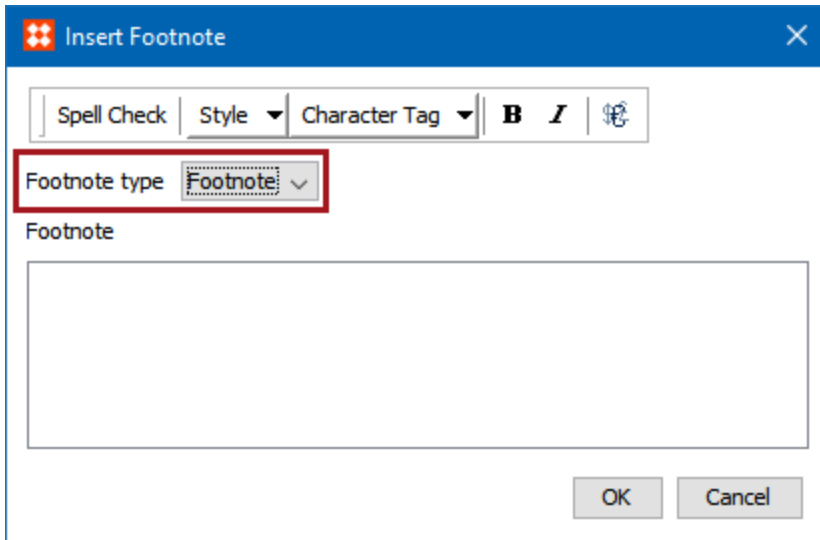 Insert Footnote
Spell Check Style Character Tag B I
Footnote type Footnote
Footnote
OK Cancel